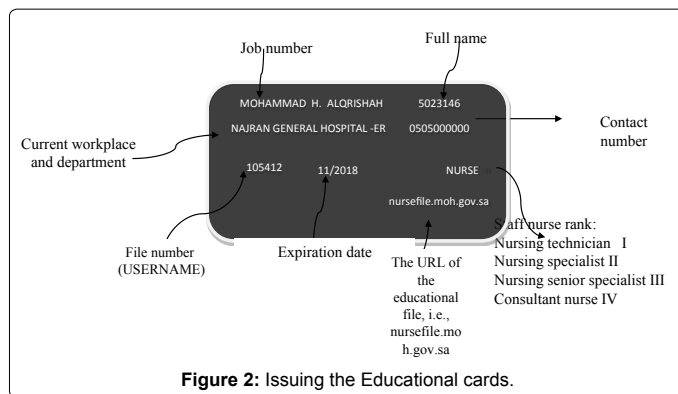 Job number
Full name
MOHAMMAD H. ALQRISHAH 5023146
NAJRAN GENERAL HOSPITAL -ER 0505000000
Contact
number
Current workplace
and department
105412 11/2018 NURSE
nursefile.moh.gov.sa
File number
(USERNAME)
Expiration date
The URL of
the
educational
file, i.e.,
nursefile.mo
h.gov.sa
Staff nurse rank:
Nursing technician I
Nursing specialist II
Nursing senior specialist III
Consultant nurse IV
Figure 2: Issuing the Educational cards.